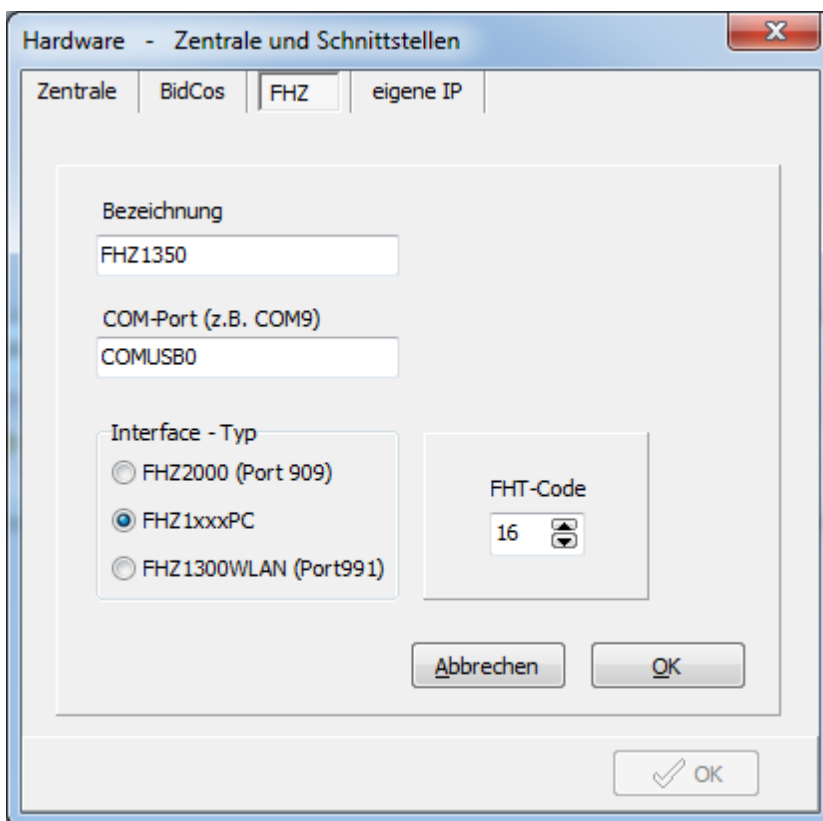 Hardware - Zentrale und Schnittstellen
Zentrale BidCos FHZ eigene IP
Bezeichnung
FHZ1350
COM-Port (z.B. COM9)
COMUSB0
Interface - Typ
FHZ2000 (Port 909)
FHZ1xxxPC
FHZ1300WLAN (Port991)
FHT-Code
16
Abbrechen OK
OK